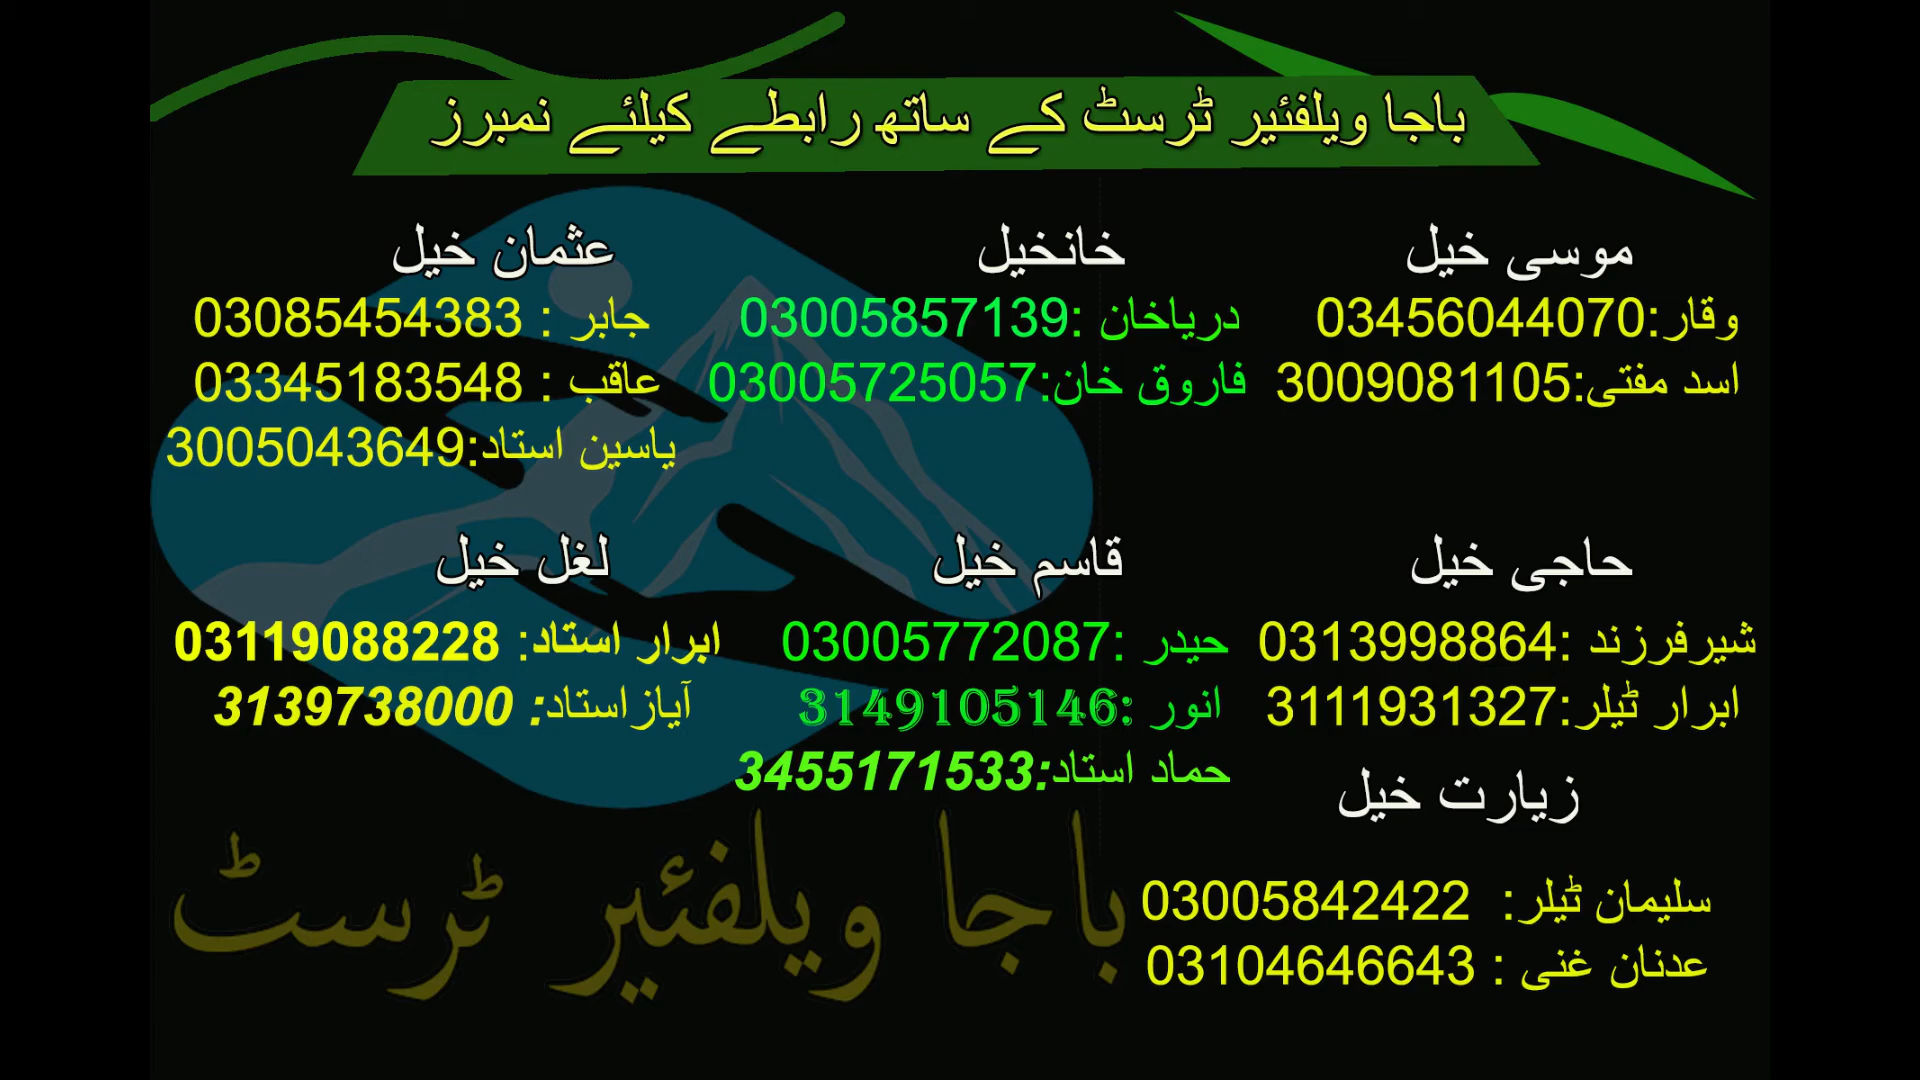 باجا ویلفئیر ٹرسٹ کے ساتھ رابطے کیلئے نمبرز
موسی خیل
وقار:03456044070
اسد مفتی:3009081105
خانخیل
دریاخان :03005857139
فاروق خان:03005725057
عثمان خیل
جابر : 03085454383
عاقب : 03345183548
یاسین استاد:3005043649
حاجی خیل
شیرفرزند :0313998864
ابرار ٹیلر:3111931327
قاسم خیل
حیدر :03005772087
انور :3149105146
حماد استاد:3455171533
لغل خیل
ابرار استاد: 03119088228
آیازاستاد: 3139738000
زیارت خیل
سلیمان ٹیلر: 03005842422
عدنان غنی : 03104646643
باجا ویلفئیر ٹرسٹ